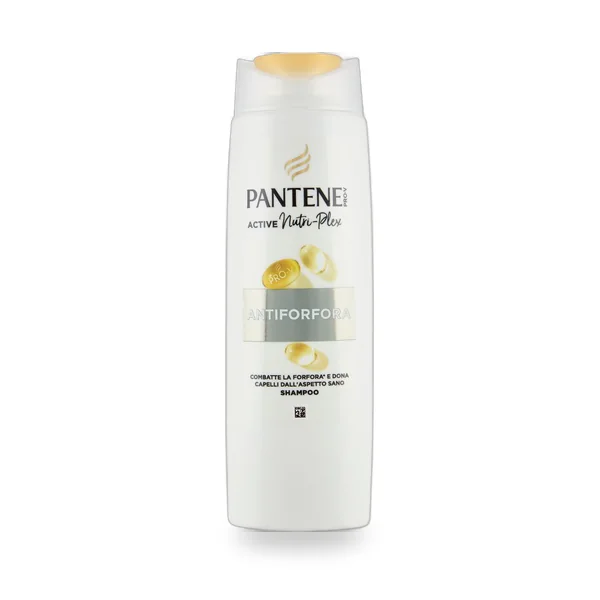 PANTENE
PRO-V
ACTIVE Nutri-Plex
PRO-V
ANTIFORFORA
COMBATTE LA FORFORA* E DONA
CAPELLI DALL'ASPETTO SANO
SHAMPOO